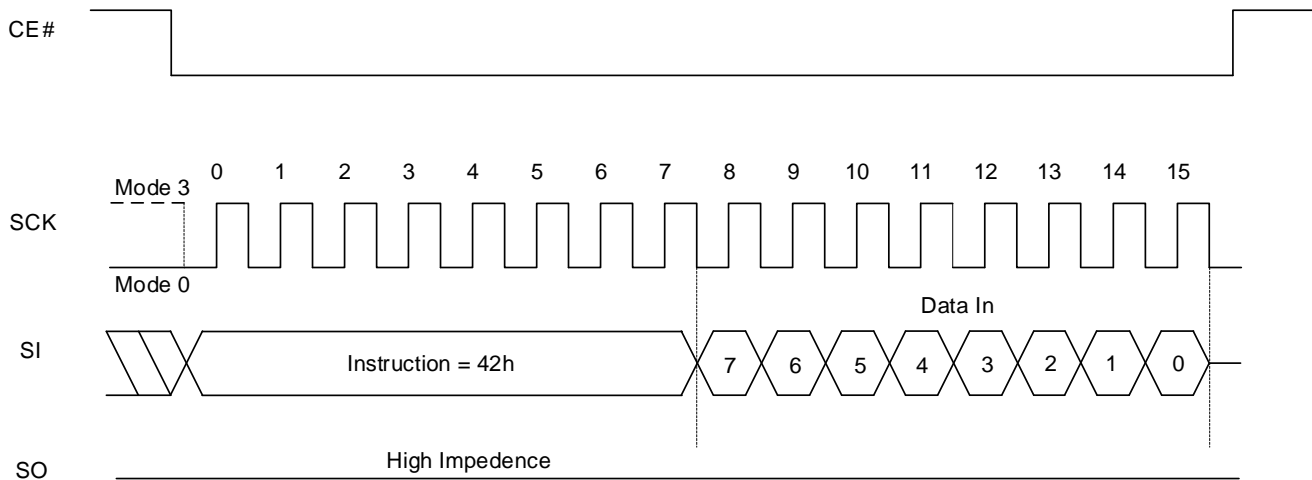 CE#
0 1 2 3 4 5 6 7 8 9 10 11 12 13 14 15
Mode 3
SCK
Mode 0
Data In
SI
Instruction = 42h
7 6 5 4 3 2 1 0
High Impedence
SO